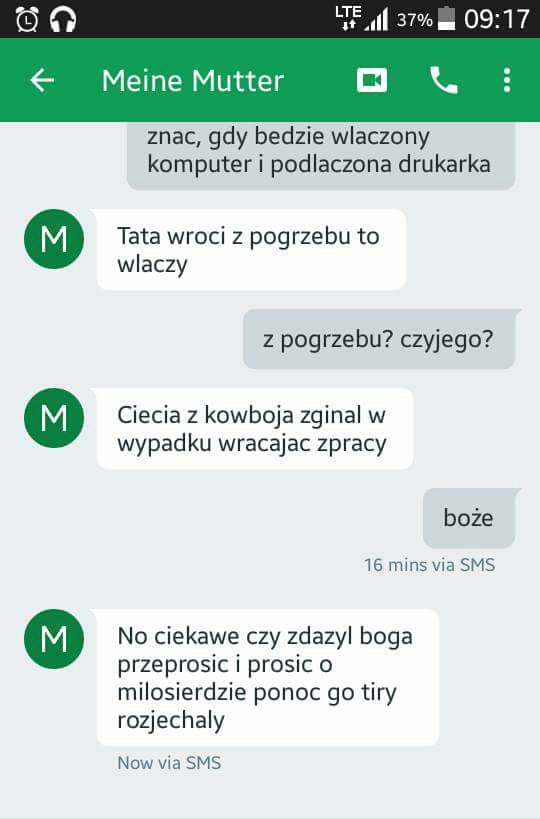 LTE 37% 09:17
Meine Mutter
znac, gdy bedzie wlaczony
komputer i podlaczona drukarka
M
Tata wroci z pogrzebu to
wlaczy
z pogrzebu? czyjego?
M
Ciecia z kowboja zginal w
wypadku wracajac zpracy
boże
16 mins via SMS
M
No ciekawe czy zdazyl boga
przeprosic i prosic o
milosierdzie ponoc go tiry
rozjechaly
Now via SMS